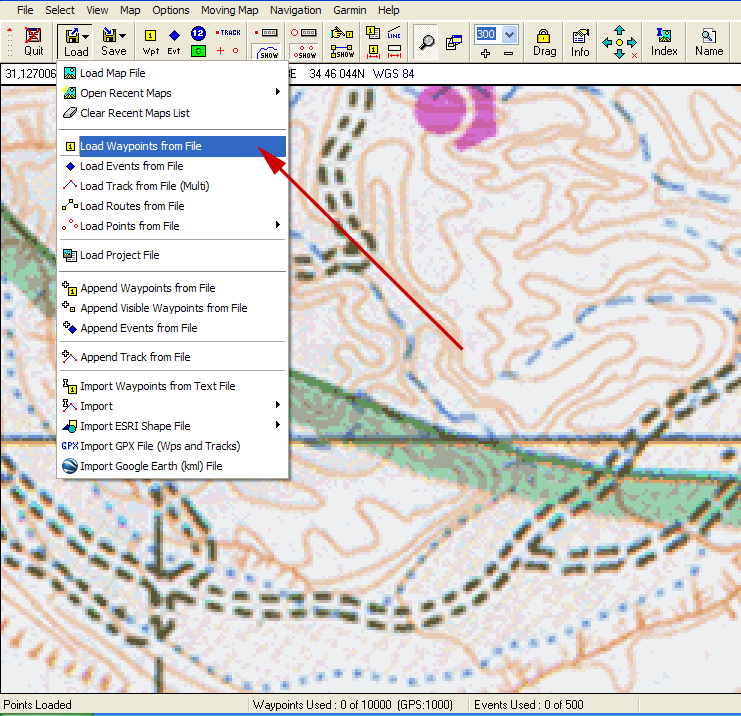 File Select View Map Options Moving Map Navigation Garmin Help
1 12 TRACK LINE 300
Quit Load Save Wpt Evt C SHOW SHOW SHOW 1 Drag Info Index Name
31,127006 E 34 46 044N WGS 84
Load Map File
Open Recent Maps
Clear Recent Maps List
1 Load Waypoints from File
Load Events from File
Load Track from File (Multi)
Load Routes from File
Load Points from File
Load Project File
1 Append Waypoints from File
Append Visible Waypoints from File
Append Events from File
Append Track from File
1 Import Waypoints from Text File
Import
Import ESRI Shape File
GPX Import GPX File (Wps and Tracks)
Import Google Earth (kml) File
Points Loaded Waypoints Used : 0 of 10000 (GPS:1000) Events Used : 0 of 500